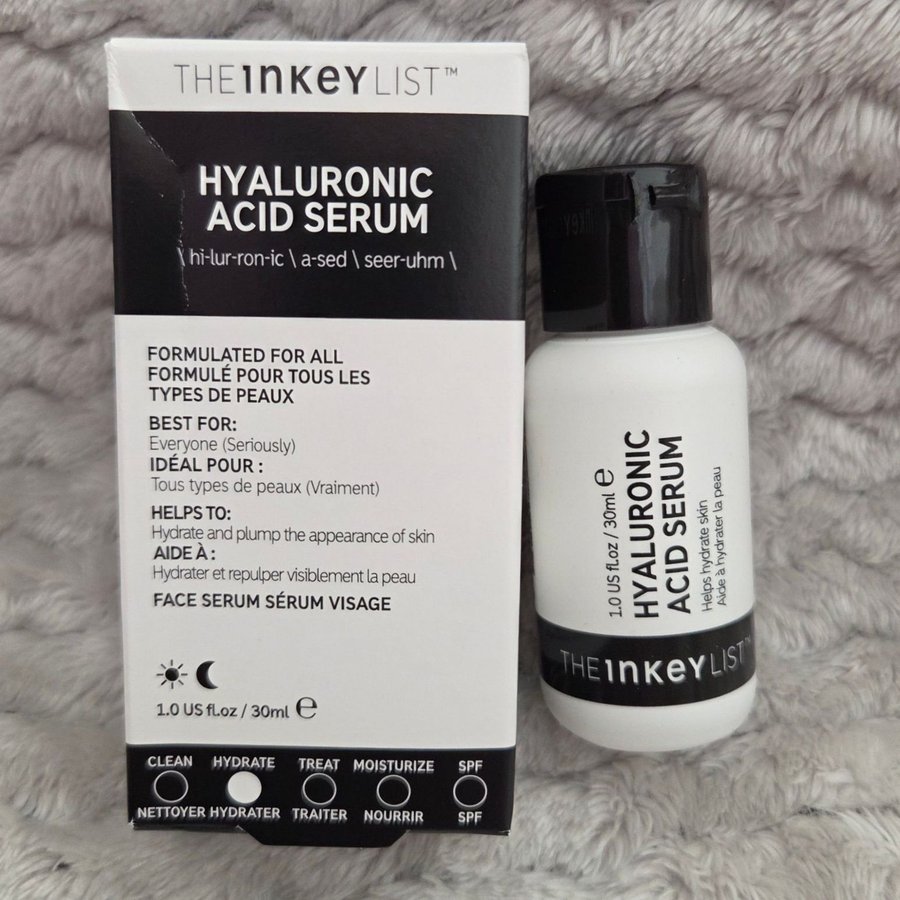 THE INKEY LIST™
HYALURONIC
ACID SERUM
\ hi-lur-ron-ic \ a-sed \ seer-uhm \
FORMULATED FOR ALL
FORMULÉ POUR TOUS LES
TYPES DE PEAUX
BEST FOR:
Everyone (Seriously)
IDÉAL POUR :
Tous types de peaux (Vraiment)
HELPS TO:
Hydrate and plump the appearance of skin
AIDE À :
Hydrater et repulper visiblement la peau
FACE SERUM SÉRUM VISAGE
1.0 US fl.oz / 30ml ℮
CLEAN HYDRATE TREAT MOISTURIZE SPF
NETTOYER HYDRATER TRAITER NOURRIR SPF
1.0 US fl.oz / 30ml ℮
HYALURONIC
ACID SERUM
Helps hydrate skin
Aide à hydrater la peau
THE INKEY LIST™